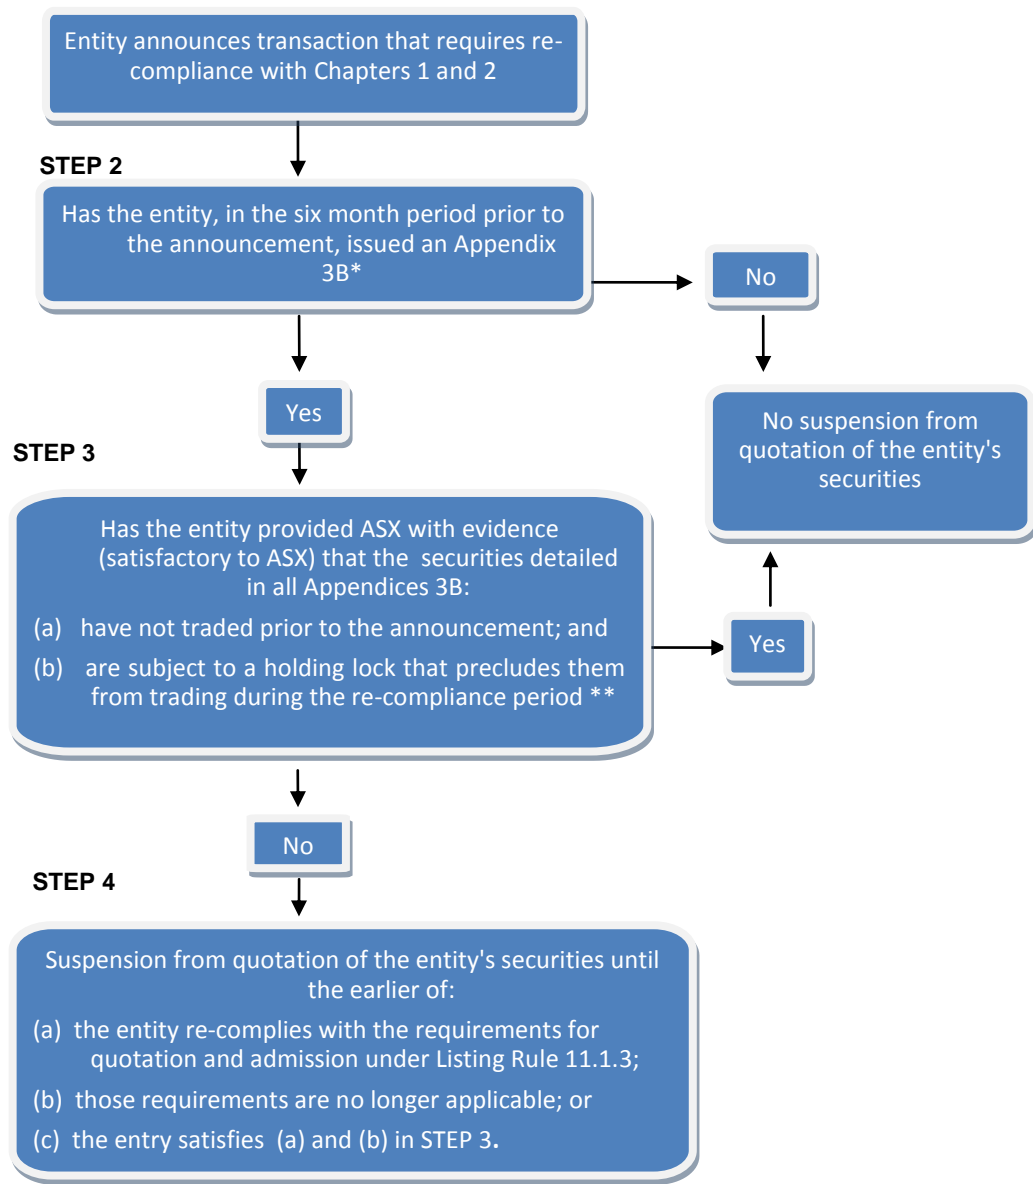 Entity announces transaction that requires re-
compliance with Chapters 1 and 2
STEP 2
Has the entity, in the six month period prior to
the announcement, issued an Appendix
3B*
No
Yes
No suspension from
quotation of the entity's
securities
STEP 3
Has the entity provided ASX with evidence
(satisfactory to ASX) that the securities detailed
in all Appendices 3B:
(a) have not traded prior to the announcement; and
(b) are subject to a holding lock that precludes them
from trading during the re-compliance period **
Yes
No
STEP 4
Suspension from quotation of the entity's securities until
the earlier of:
(a) the entity re-complies with the requirements for
quotation and admission under Listing Rule 11.1.3;
(b) those requirements are no longer applicable; or
(c) the entry satisfies (a) and (b) in STEP 3.